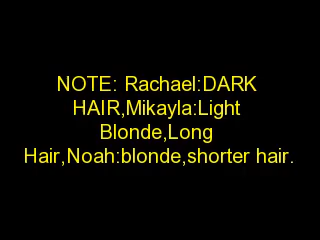 NOTE: Rachael:DARK
HAIR,Mikayla:Light
Blonde,Long
Hair,Noah:blonde,shorter hair.